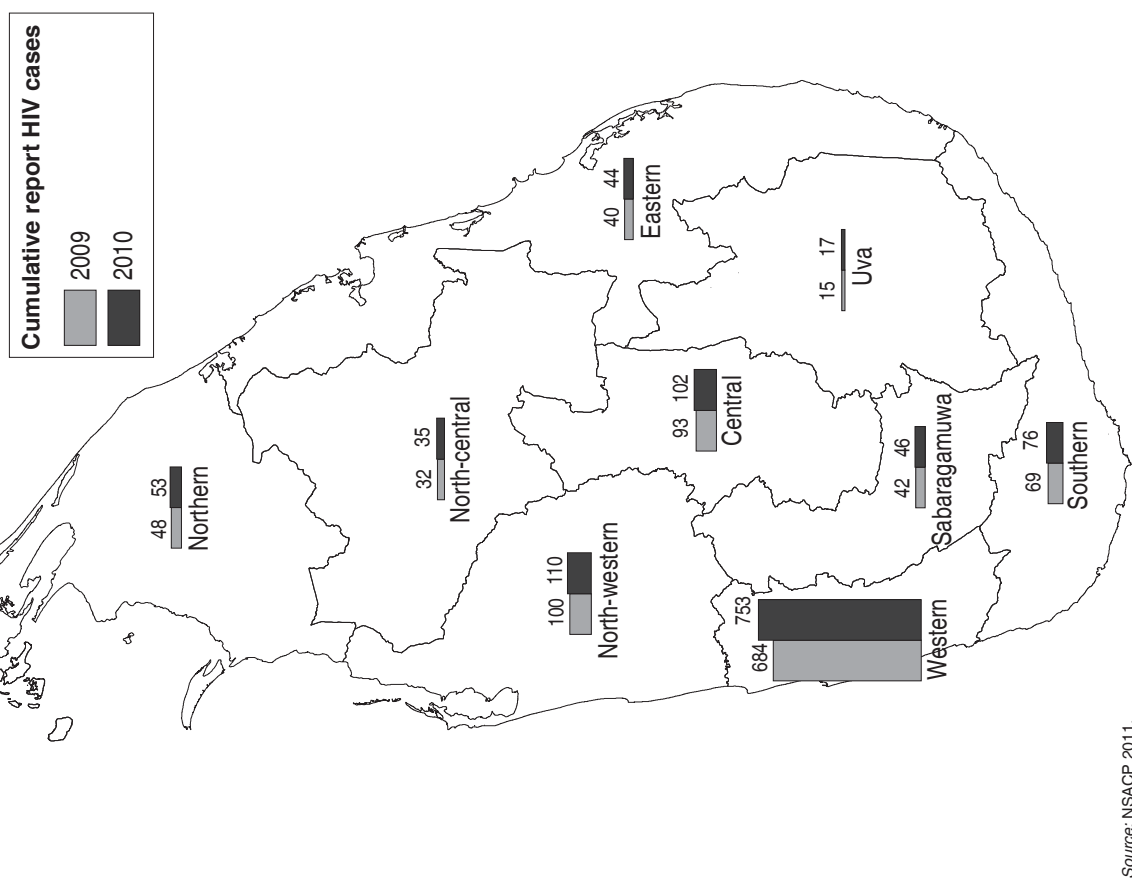 Cumulative report HIV cases
2009
2010
48 53
Northern
32 35
North-central
40 44
Eastern
100 110
North-western
93 102
Central
15 17
Uva
684 753
Western
42 46
Sabaragamuwa
69 76
Southern
Source: NSACP 2011.